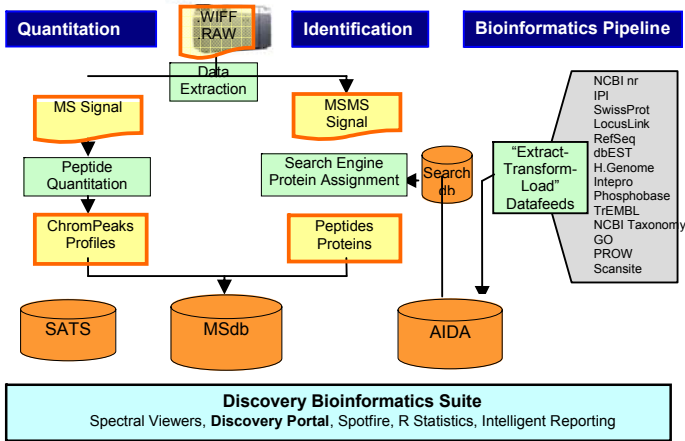 Quantitation
.WIFF
.RAW
Identification
Bioinformatics Pipeline
Data
Extraction
MS Signal
MSMS
Signal
Peptide
Quantitation
Search Engine
Protein Assignment
Search
db
"Extract-
Transform-
Load"
Datafeeds
NCBI nr
IPI
SwissProt
LocusLink
RefSeq
dbEST
H.Genome
Intepro
Phosphobase
TrEMBL
NCBI Taxonomy
GO
PROW
Scansite
ChromPeaks
Profiles
Peptides
Proteins
SATS
MSdb
AIDA
Discovery Bioinformatics Suite
Spectral Viewers, Discovery Portal, Spotfire, R Statistics, Intelligent Reporting